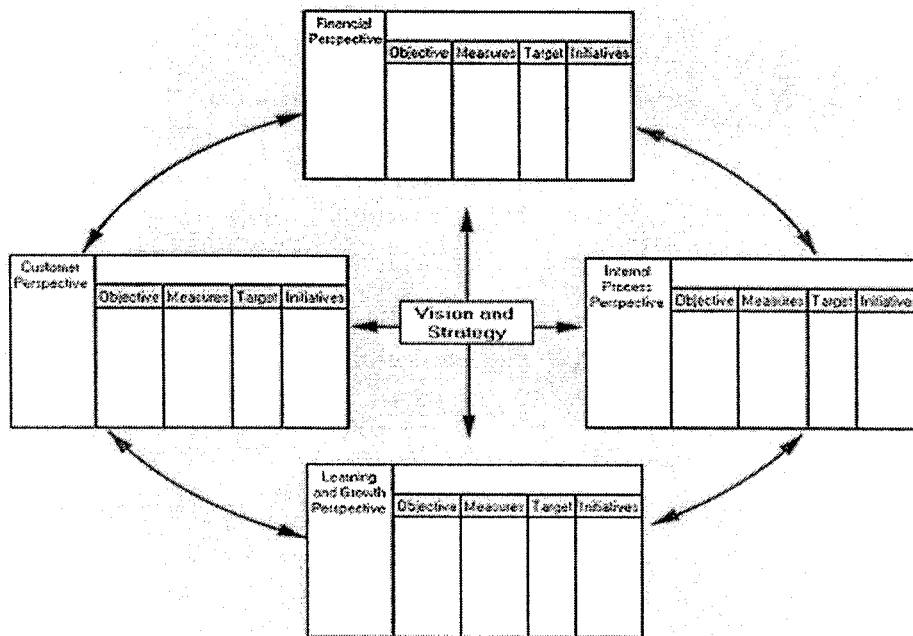 Financial
Perspective
Objective Measures Target Initiatives
Customer
Perspective
Objective Measures Target Initiatives
Vision and
Strategy
Internal
Process
Perspective
Objective Measures Target Initiatives
Learning
and Growth
Perspective
Objective Measures Target Initiatives